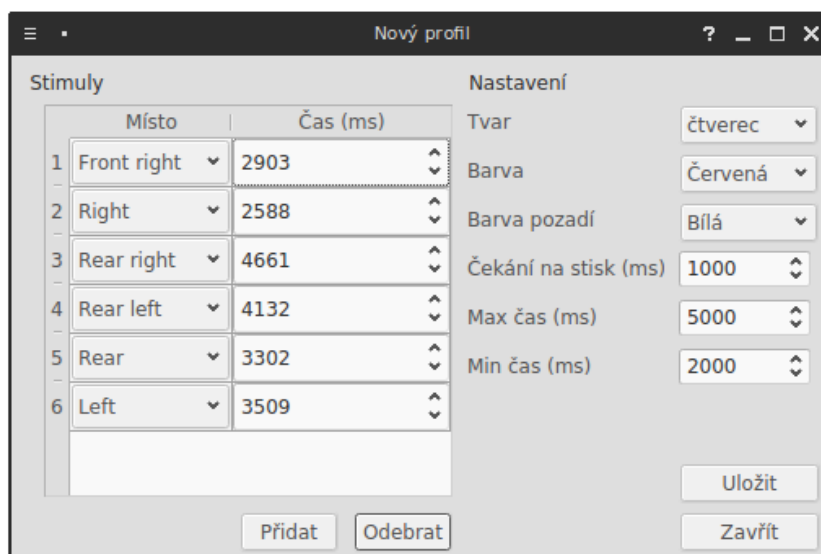 Nový profil
Stimuly
Místo Čas (ms)
1 Front right 2903
2 Right 2588
3 Rear right 4661
4 Rear left 4132
5 Rear 3302
6 Left 3509
Přidat Odebrat
Nastavení
Tvar čtverec
Barva Červená
Barva pozadí Bílá
Čekání na stisk (ms) 1000
Max čas (ms) 5000
Min čas (ms) 2000
Uložit
Zavřít